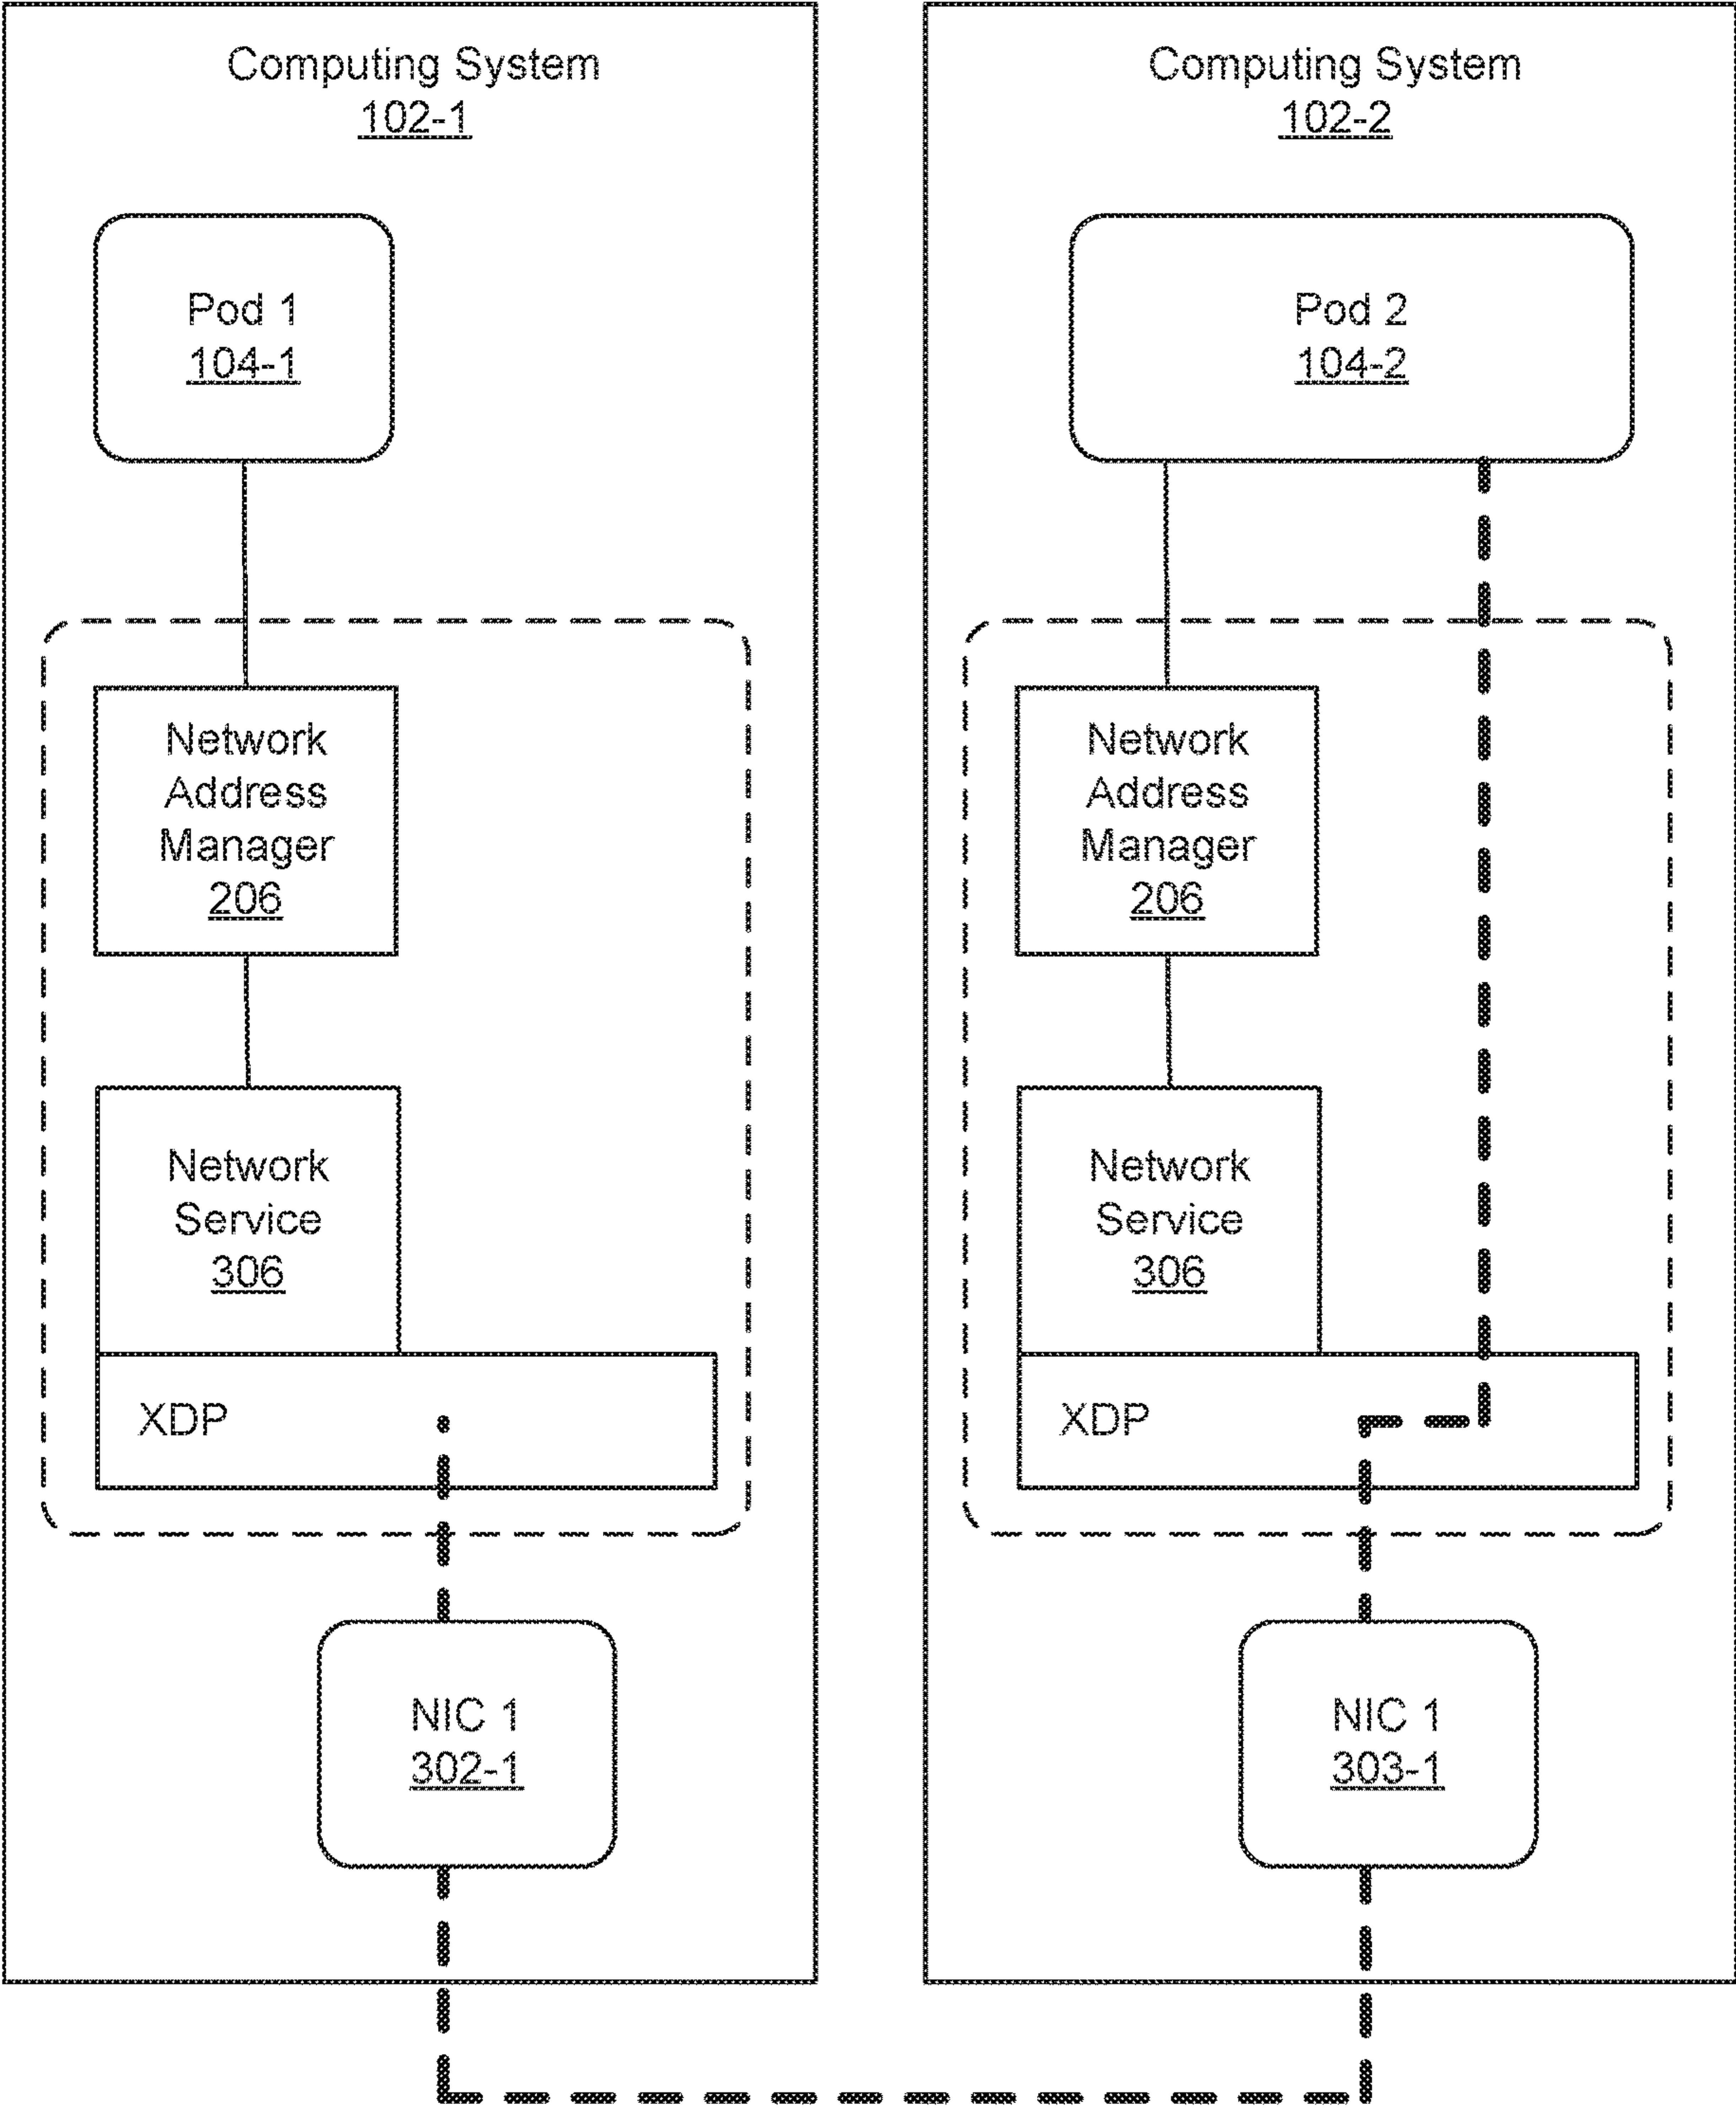 Computing System
102-1
Pod 1
104-1
Network
Address
Manager
206
Network
Service
306
XDP
NIC 1
302-1
Computing System
102-2
Pod 2
104-2
Network
Address
Manager
206
Network
Service
306
XDP
NIC 1
303-1